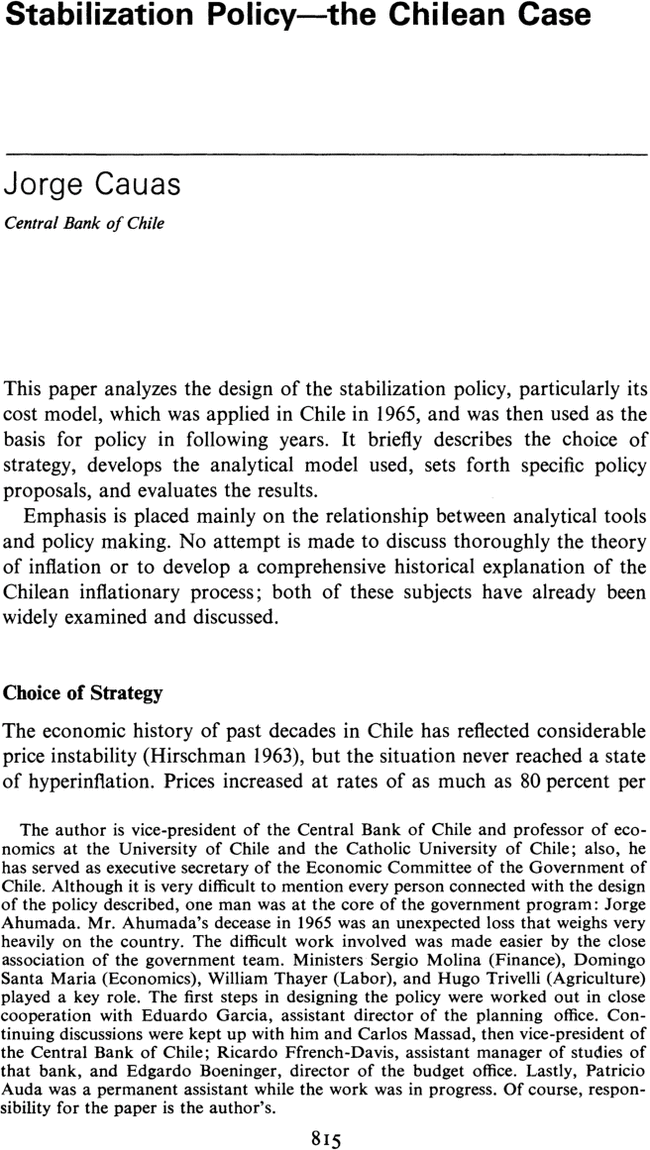 Stabilization Policy—the Chilean Case
Jorge Cauas
Central Bank of Chile
This paper analyzes the design of the stabilization policy, particularly its
cost model, which was applied in Chile in 1965, and was then used as the
basis for policy in following years. It briefly describes the choice of
strategy, develops the analytical model used, sets forth specific policy
proposals, and evaluates the results.
Emphasis is placed mainly on the relationship between analytical tools
and policy making. No attempt is made to discuss thoroughly the theory
of inflation or to develop a comprehensive historical explanation of the
Chilean inflationary process; both of these subjects have already been
widely examined and discussed.
Choice of Strategy
The economic history of past decades in Chile has reflected considerable
price instability (Hirschman 1963), but the situation never reached a state
of hyperinflation. Prices increased at rates of as much as 80 percent per
The author is vice-president of the Central Bank of Chile and professor of eco-
nomics at the University of Chile and the Catholic University of Chile; also, he
has served as executive secretary of the Economic Committee of the Government of
Chile. Although it is very difficult to mention every person connected with the design
of the policy described, one man was at the core of the government program: Jorge
Ahumada. Mr. Ahumada's decease in 1965 was an unexpected loss that weighs very
heavily on the country. The difficult work involved was made easier by the close
association of the government team. Ministers Sergio Molina (Finance), Domingo
Santa Maria (Economics), William Thayer (Labor), and Hugo Trivelli (Agriculture)
played a key role. The first steps in designing the policy were worked out in close
cooperation with Eduardo Garcia, assistant director of the planning office. Con-
tinuing discussions were kept up with him and Carlos Massad, then vice-president of
the Central Bank of Chile; Ricardo Ffrench-Davis, assistant manager of studies of
that bank, and Edgardo Boeninger, director of the budget office. Lastly, Patricio
Auda was a permanent assistant while the work was in progress. Of course, respon-
sibility for the paper is the author's.
815